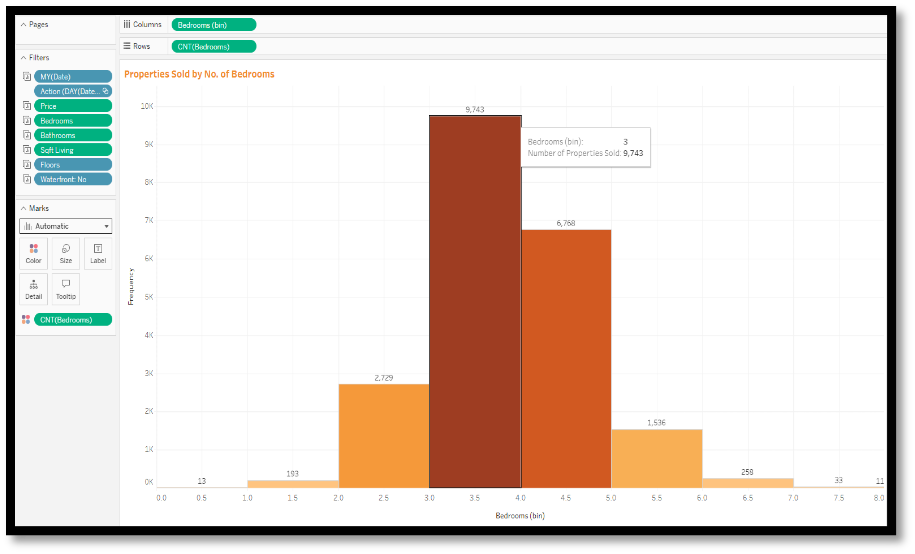 Pages
Columns
Bedrooms (bin)
Rows
CNT(Bedrooms)
Filters
MY(Date)
Action (DAY(Date...
Price
Bedrooms
Bathrooms
Sqft Living
Floors
Waterfront: No
Marks
Automatic
Color
Size
Label
Detail
Tooltip
CNT(Bedrooms)
Properties Sold by No. of Bedrooms
Frequency
10K
9K
8K
7K
6K
5K
4K
3K
2K
1K
0K
13
193
2,729
9,743
6,768
1,536
258
33
11
Bedrooms (bin): 3
Number of Properties Sold: 9,743
0.0 0.5 1.0 1.5 2.0 2.5 3.0 3.5 4.0 4.5 5.0 5.5 6.0 6.5 7.0 7.5 8.0
Bedrooms (bin)